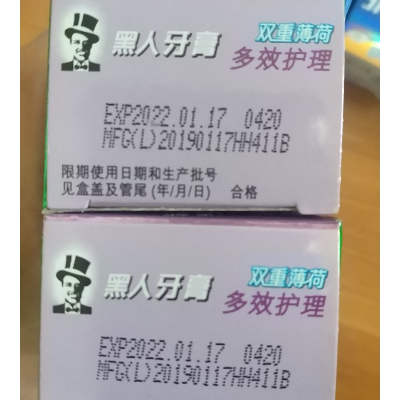 黑人牙膏 双重薄荷
多效护理
EXP2022.01.17 0420
MFG(L)20190117HH411B
限期使用日期和生产批号
见盒盖及管尾(年/月/日) 合格
黑人牙膏 双重薄荷
多效护理
EXP2022.01.17 0420
MFG(L)20190117HH411B